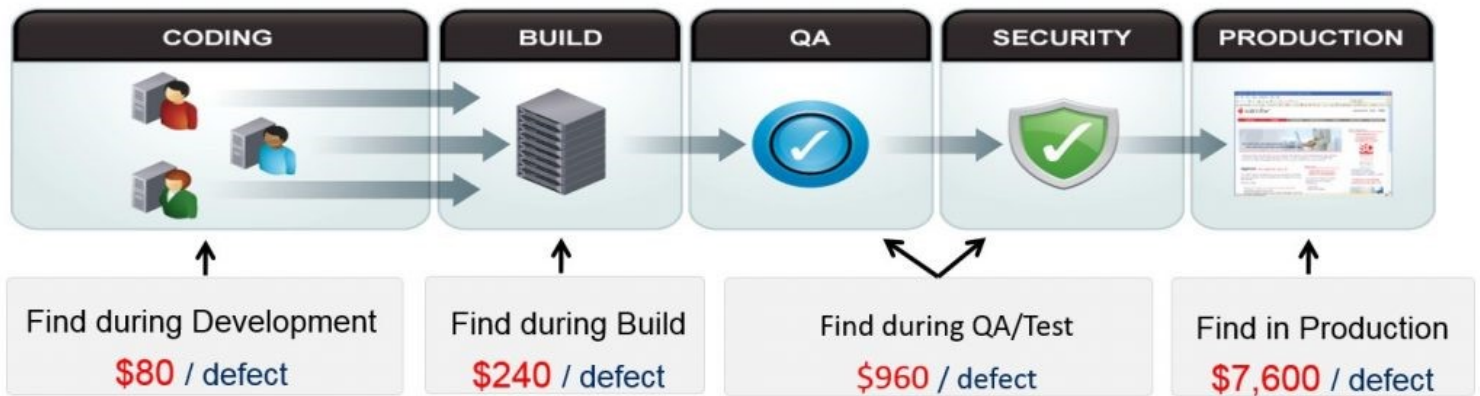 CODING
BUILD
QA
SECURITY
PRODUCTION
Find during Development
$80 / defect
Find during Build
$240 / defect
Find during QA/Test
$960 / defect
Find in Production
$7,600 / defect